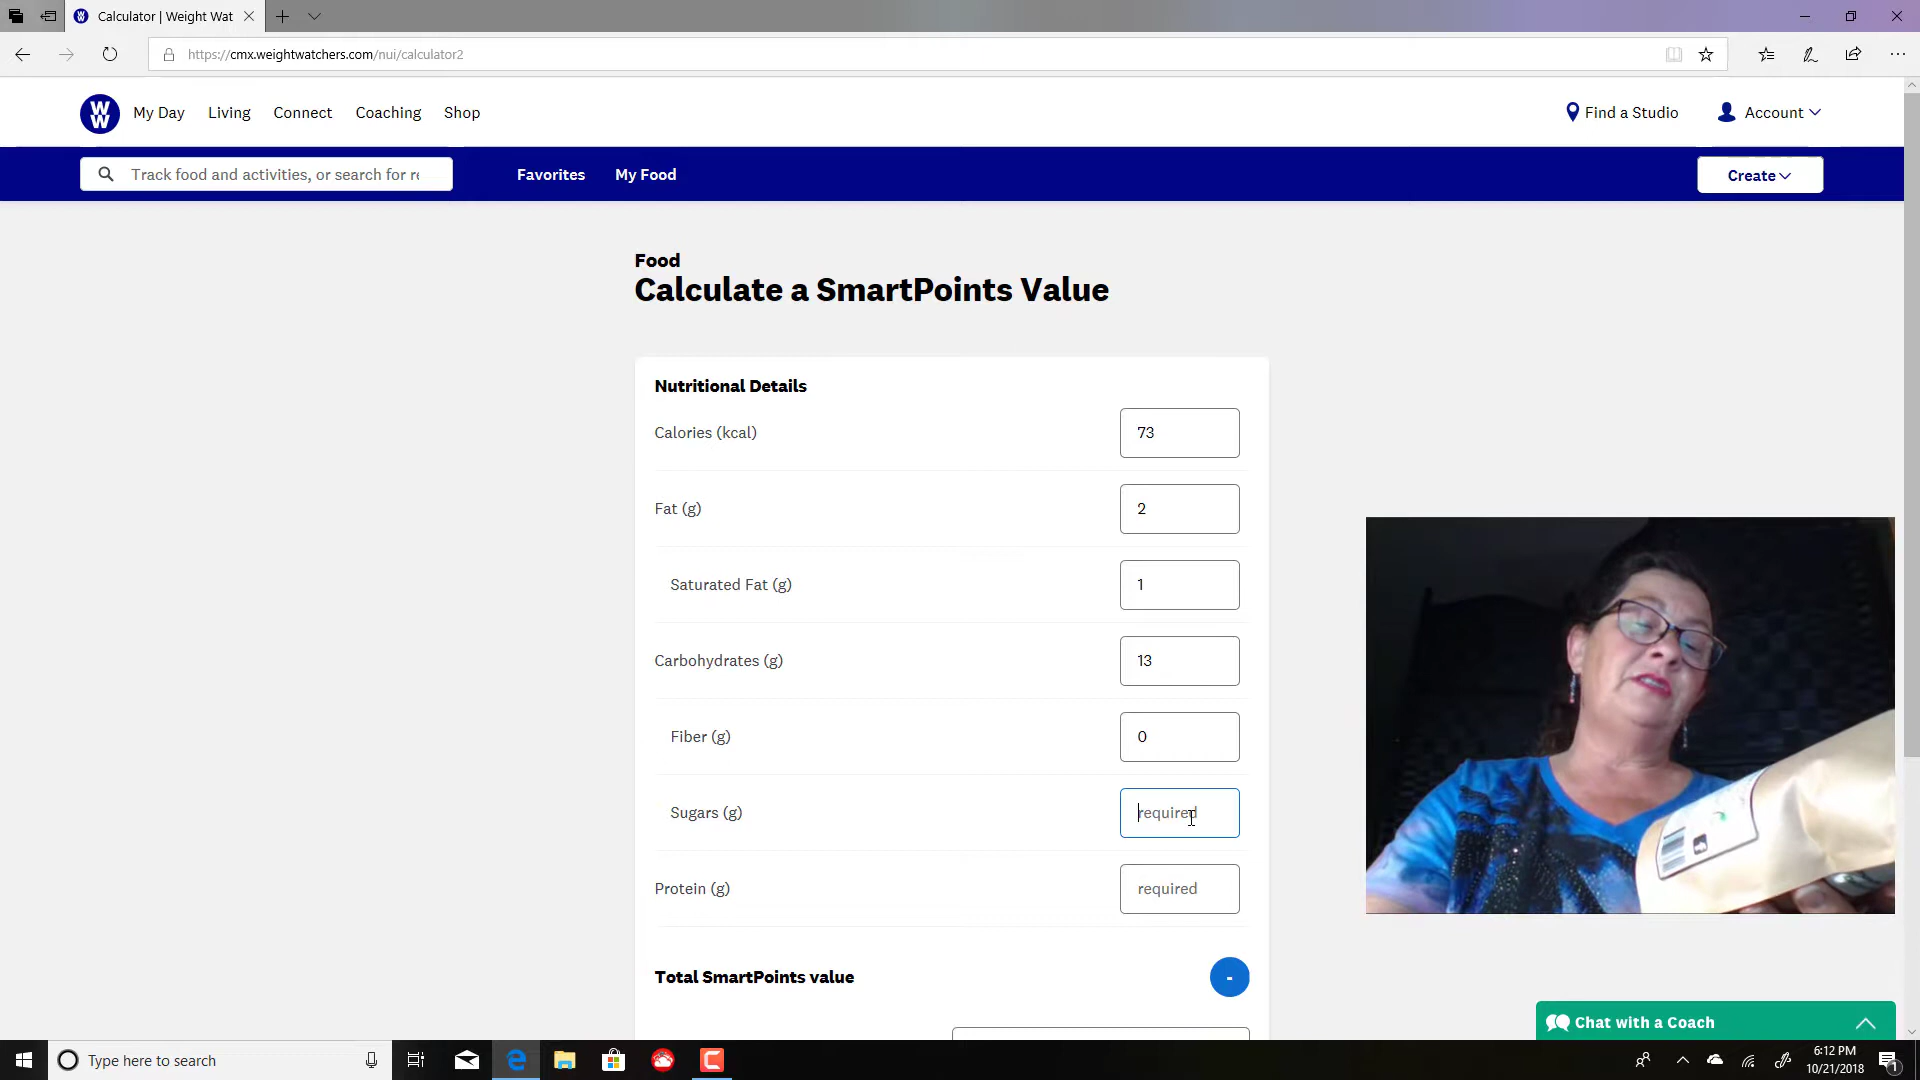 Calculator | Weight Wat
https://cmx.weightwatchers.com/nui/calculator2
WW
My Day
Living
Connect
Coaching
Shop
Find a Studio
Account
Track food and activities, or search for re
Favorites
My Food
Create
Food
Calculate a SmartPoints Value
Nutritional Details
Calories (kcal)
73
Fat (g)
2
Saturated Fat (g)
1
Carbohydrates (g)
13
Fiber (g)
0
Sugars (g)
required
Protein (g)
required
Total SmartPoints value
-
Chat with a Coach
Type here to search
6:12 PM
10/21/2018
1